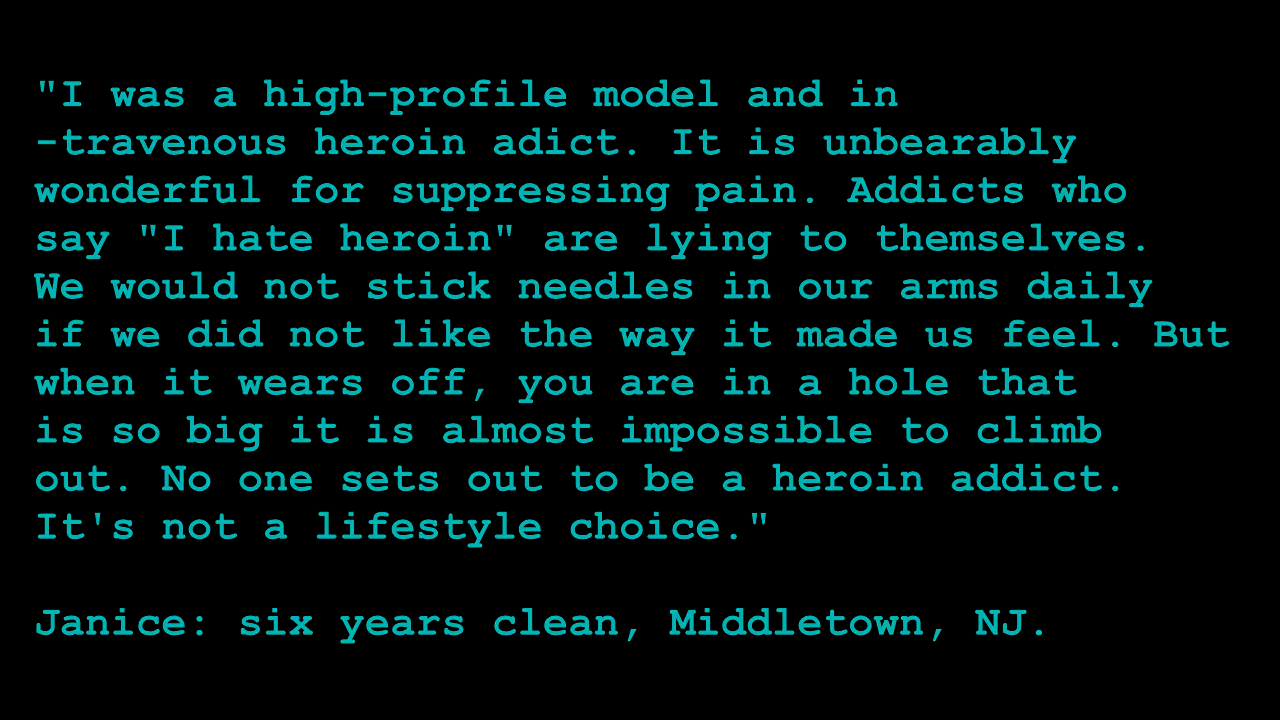 "I was a high-profile model and in
-travenous heroin adict. It is unbearably
wonderful for suppressing pain. Addicts who
say "I hate heroin" are lying to themselves.
We would not stick needles in our arms daily
if we did not like the way it made us feel. But
when it wears off, you are in a hole that
is so big it is almost impossible to climb
out. No one sets out to be a heroin addict.
It's not a lifestyle choice."
Janice: six years clean, Middletown, NJ.